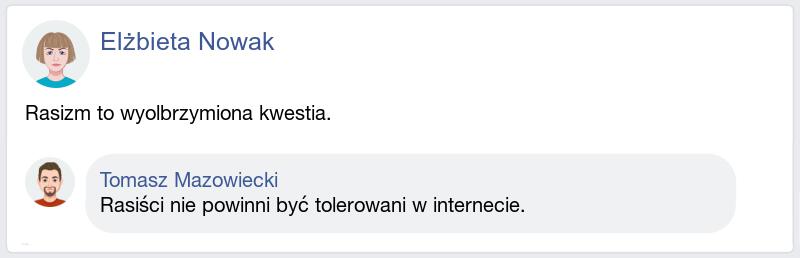 Elżbieta Nowak
Rasizm to wyolbrzymiona kwestia.
Tomasz Mazowiecki
Rasiści nie powinni być tolerowani w internecie.